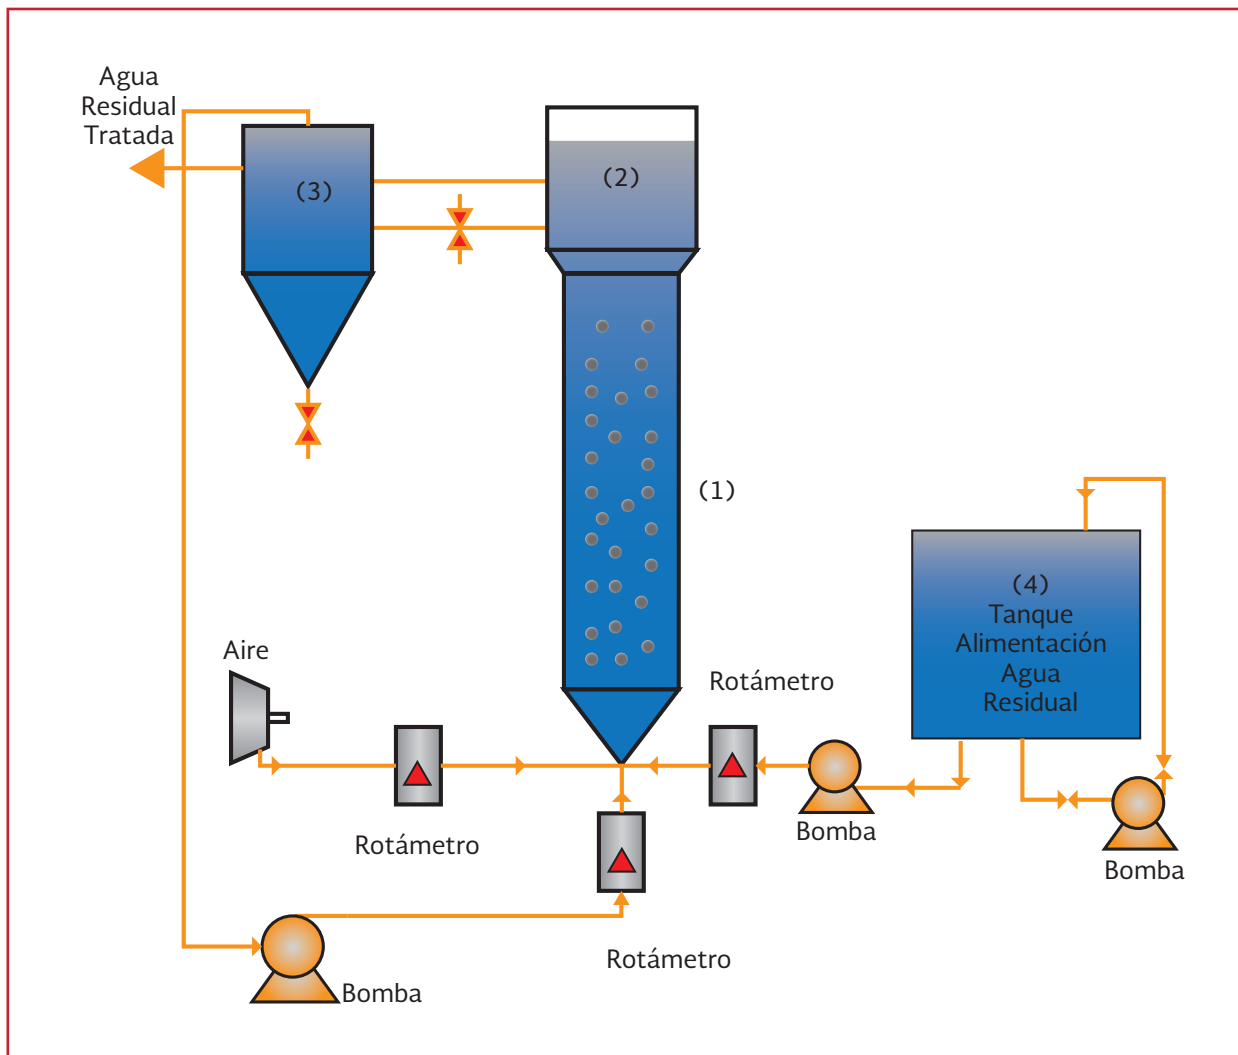 Agua
Residual
Tratada
(3)
(2)
(1)
(4)
Tanque
Alimentación
Agua
Residual
Aire
Rotámetro
Rotámetro
Bomba
Bomba
Rotámetro
Bomba